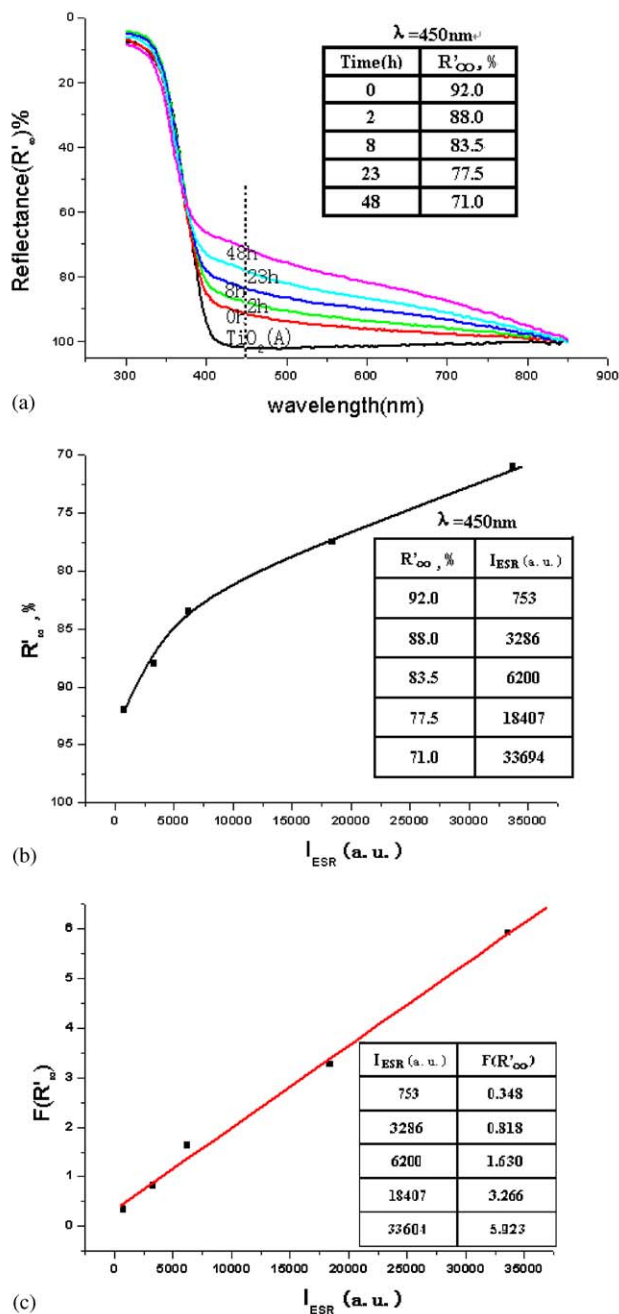 λ=450nm
Time(h) R'∞, %
0 92.0
2 88.0
8 83.5
23 77.5
48 71.0
0
20
40
60
80
100
Reflectance(R'∞)%
48h
23h
8h
2h
0h
TiO2(A)
300 400 500 600 700 800 900
wavelength(nm)
(a)
70
75
80
85
90
95
100
R'∞, %
λ=450nm
R'∞, % IESR(a.u.)
92.0 753
88.0 3286
83.5 6200
77.5 18407
71.0 33694
0 5000 10000 15000 20000 25000 30000 35000
IESR(a.u.)
(b)
6
5
4
3
2
1
0
F(R'∞)
IESR(a.u.) F(R'∞)
753 0.348
3286 0.818
6200 1.630
18407 3.266
33604 5.923
0 5000 10000 15000 20000 25000 30000 35000
IESR(a.u.)
(c)